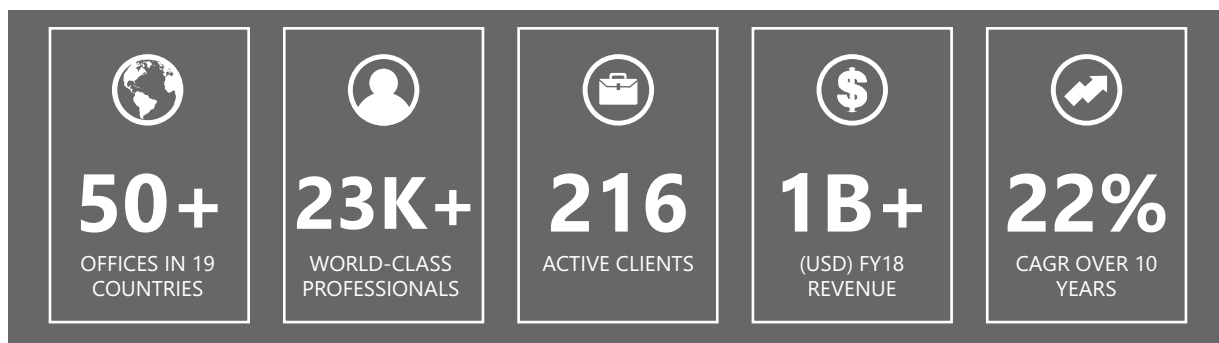 50+
OFFICES IN 19
COUNTRIES
23K+
WORLD-CLASS
PROFESSIONALS
216
ACTIVE CLIENTS
1B+
(USD) FY18
REVENUE
22%
CAGR OVER 10
YEARS